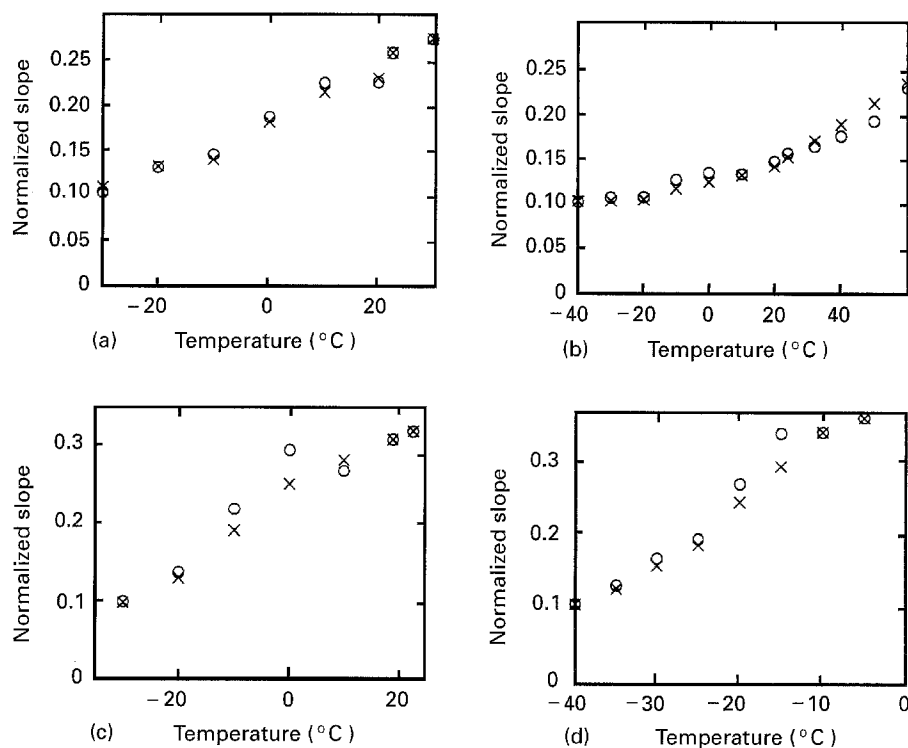 Normalized slope
0.25
0.20
0.15
0.10
0.05
0
−20 0 20
(a) Temperature (°C)
Normalized slope
0.25
0.20
0.15
0.10
0.05
0
−40 −20 0 20 40
(b) Temperature (°C)
Normalized slope
0.3
0.2
0.1
0
−20 0 20
(c) Temperature (°C)
Normalized slope
0.3
0.2
0.1
0
−40 −30 −20 −10 0
(d) Temperature (°C)